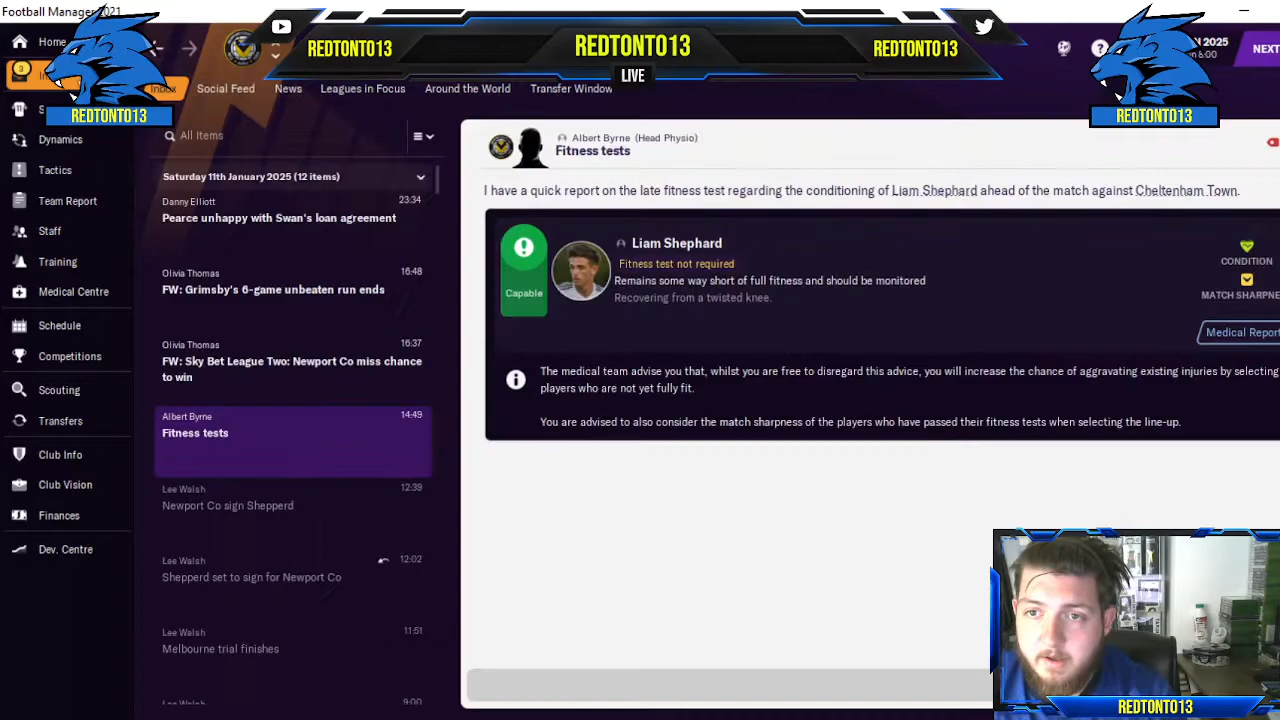 Football Manager 2021
REDTONTO13
REDTONTO13
REDTONTO13
LIVE
REDTONTO13
REDTONTO13
Home
2025
6:00
NEXT
Inbox
Social Feed
News
Leagues in Focus
Around the World
Transfer Window
Dynamics
Tactics
Team Report
Staff
Training
Medical Centre
Schedule
Competitions
Scouting
Transfers
Club Info
Club Vision
Finances
Dev. Centre
All Items
Saturday 11th January 2025 (12 items)
Danny Elliott 23:34
Pearce unhappy with Swan's loan agreement
Olivia Thomas 16:48
FW: Grimsby's 6-game unbeaten run ends
Olivia Thomas 16:37
FW: Sky Bet League Two: Newport Co miss chance
to win
Albert Byrne 14:49
Fitness tests
Lee Walsh 12:39
Newport Co sign Shepperd
Lee Walsh 12:02
Shepperd set to sign for Newport Co
Lee Walsh 11:51
Melbourne trial finishes
Lee Walsh 9:00
Albert Byrne (Head Physio)
Fitness tests
I have a quick report on the late fitness test regarding the conditioning of Liam Shephard ahead of the match against Cheltenham Town.
Capable
Liam Shephard
Fitness test not required
Remains some way short of full fitness and should be monitored
Recovering from a twisted knee.
CONDITION
MATCH SHARPNE
Medical Report
The medical team advise you that, whilst you are free to disregard this advice, you will increase the chance of aggravating existing injuries by selecting
players who are not yet fully fit.
You are advised to also consider the match sharpness of the players who have passed their fitness tests when selecting the line-up.
REDTONTO13